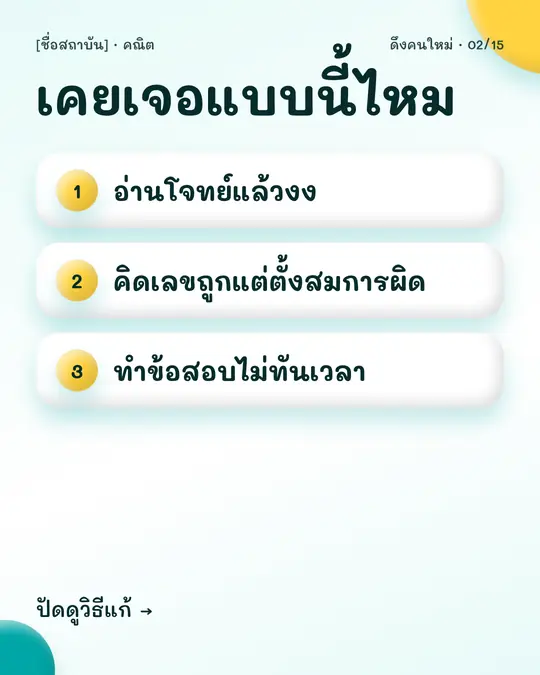 [ชื่อสถาบัน] · คณิต
ดึงคนใหม่ · 02/15
เคยเจอแบบนี้ไหม
1 อ่านโจทย์แล้วงง
2 คิดเลขถูกแต่ตั้งสมการผิด
3 ทำข้อสอบไม่ทันเวลา
ปัดดูวิธีแก้ →